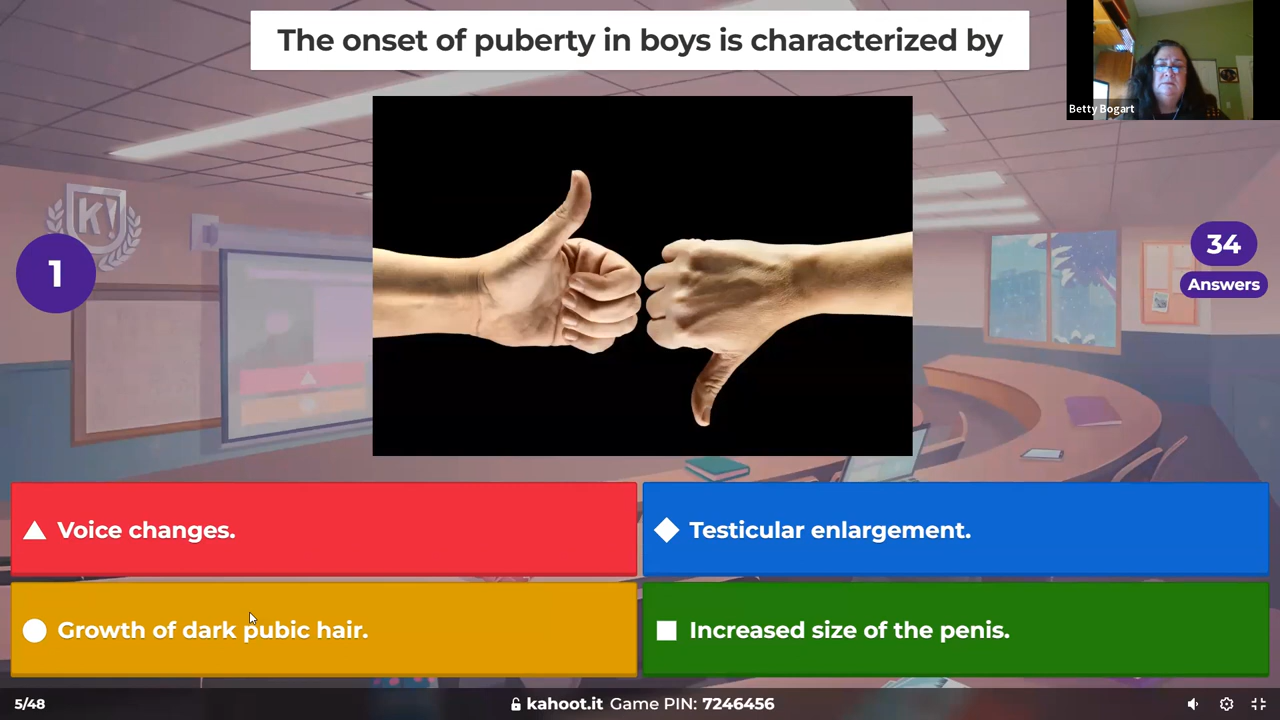 The onset of puberty in boys is characterized by
Betty Bogart
K!
1
34
Answers
Voice changes.
Testicular enlargement.
Growth of dark pubic hair.
Increased size of the penis.
5/48
kahoot.it Game PIN: 7246456